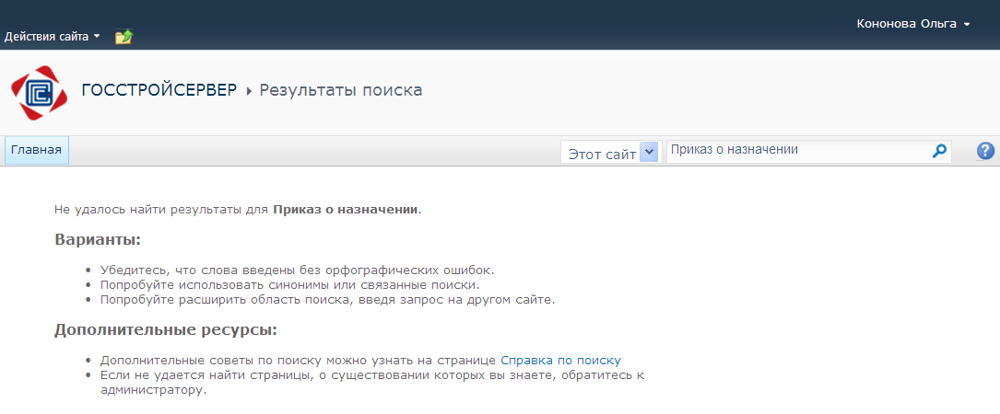 Кононова Ольга
Действия сайта
ГОССТРОЙСЕРВЕР Результаты поиска
Главная
Этот сайт
Приказ о назначении
Не удалось найти результаты для Приказ о назначении.
Варианты:
Убедитесь, что слова введены без орфографических ошибок.
Попробуйте использовать синонимы или связанные поиски.
Попробуйте расширить область поиска, введя запрос на другом сайте.
Дополнительные ресурсы:
Дополнительные советы по поиску можно узнать на странице Справка по поиску
Если не удается найти страницы, о существовании которых вы знаете, обратитесь к
администратору.